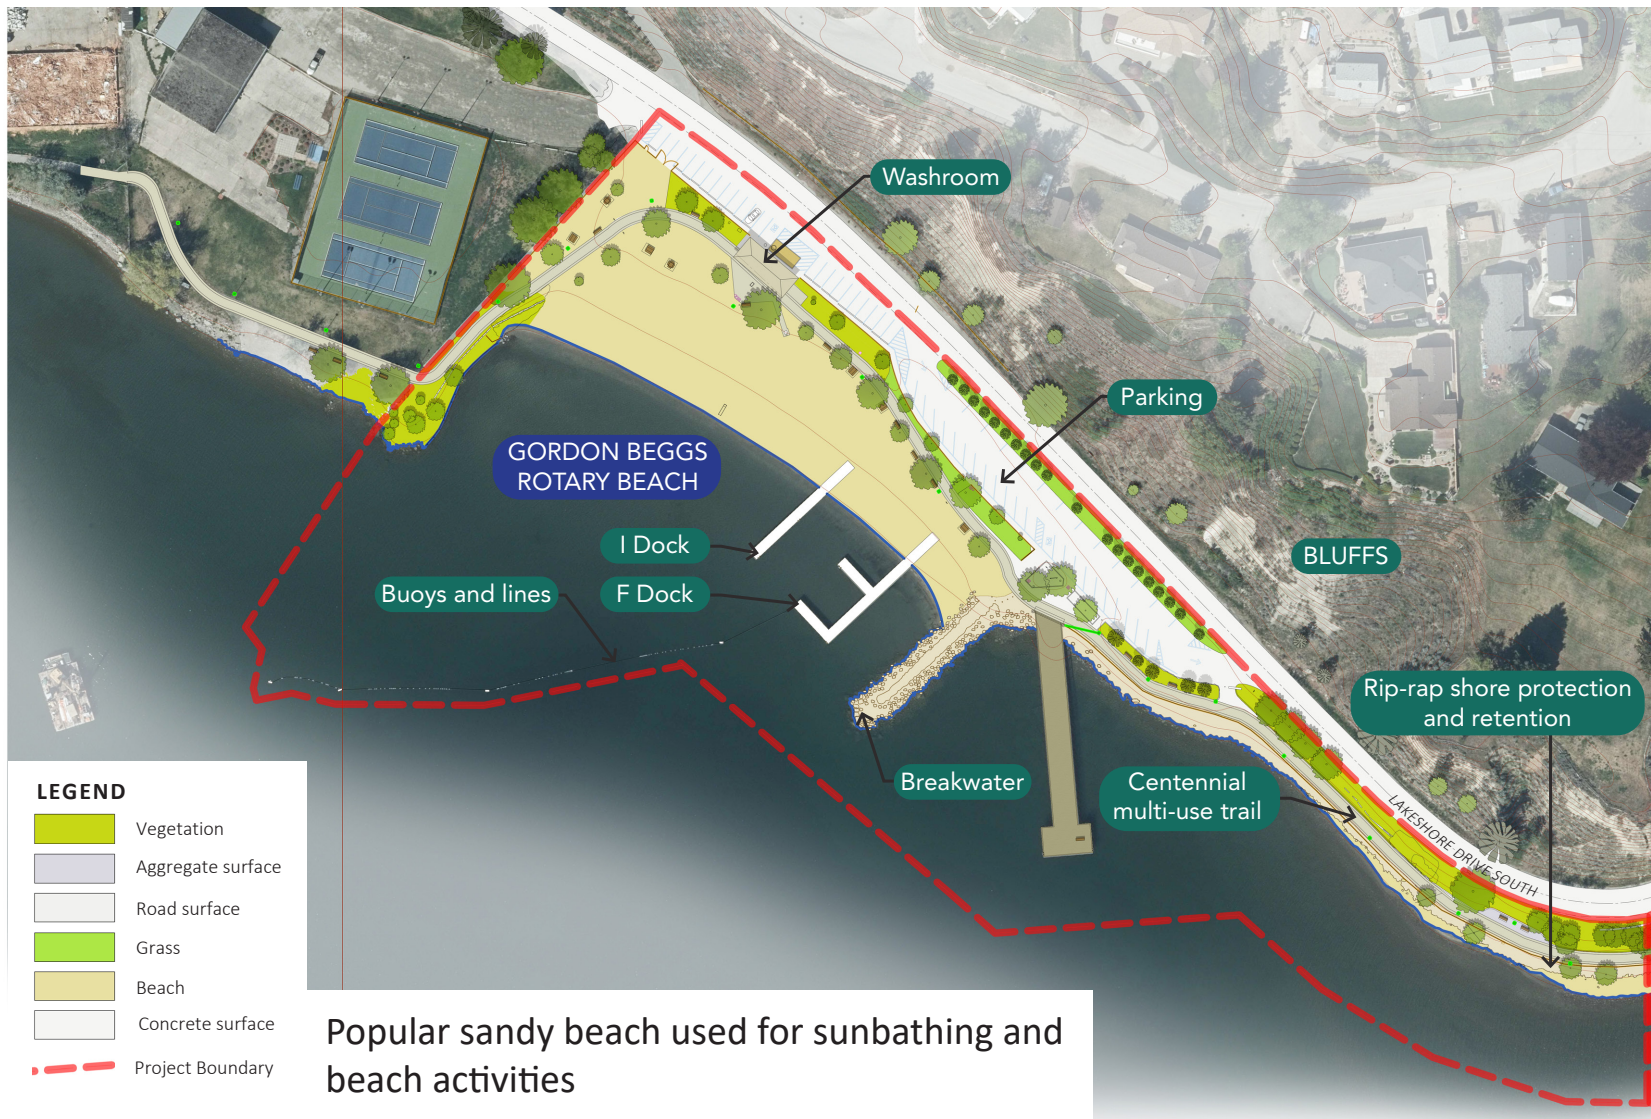 Washroom
Parking
GORDON BEGGS
ROTARY BEACH
I Dock
BLUFFS
Buoys and lines
F Dock
Rip-rap shore protection
and retention
Breakwater
Centennial
multi-use trail
LAKESHORE DRIVE SOUTH
LEGEND
Vegetation
Aggregate surface
Road surface
Grass
Beach
Concrete surface
Project Boundary
Popular sandy beach used for sunbathing and
beach activities